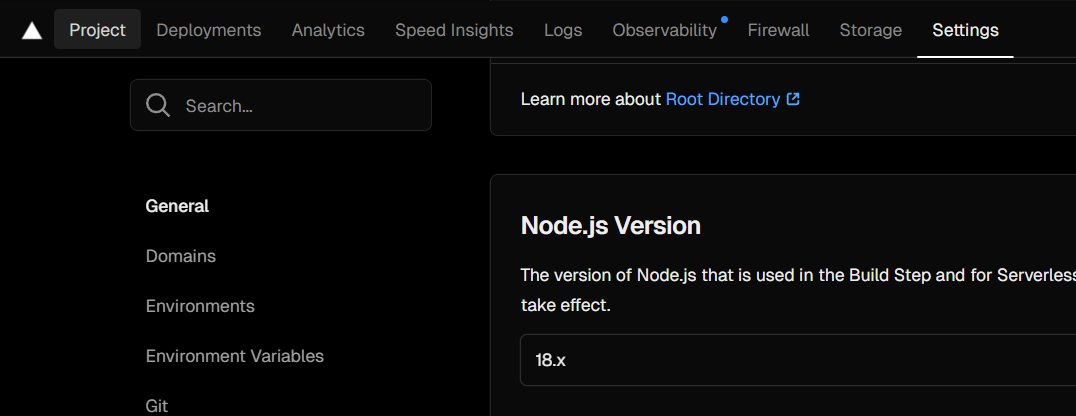 Project Deployments Analytics Speed Insights Logs Observability Firewall Storage Settings
Search...
General
Domains
Environments
Environment Variables
Git
Learn more about Root Directory
Node.js Version
The version of Node.js that is used in the Build Step and for Serverless
take effect.
18.x